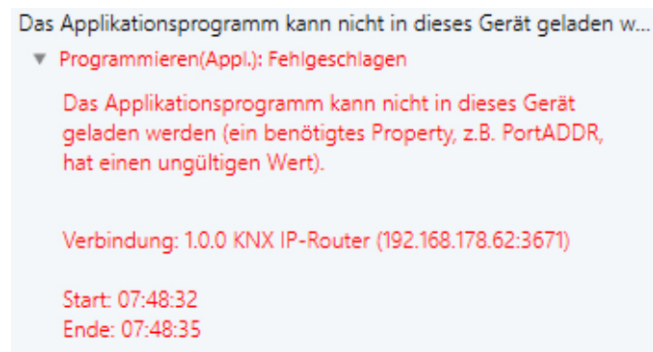 Das Applikationsprogramm kann nicht in dieses Gerät geladen w...
Programmieren(Appl.): Fehlgeschlagen
Das Applikationsprogramm kann nicht in dieses Gerät
geladen werden (ein benötigtes Property, z.B. PortADDR,
hat einen ungültigen Wert).
Verbindung: 1.0.0 KNX IP-Router (192.168.178.62:3671)
Start: 07:48:32
Ende: 07:48:35